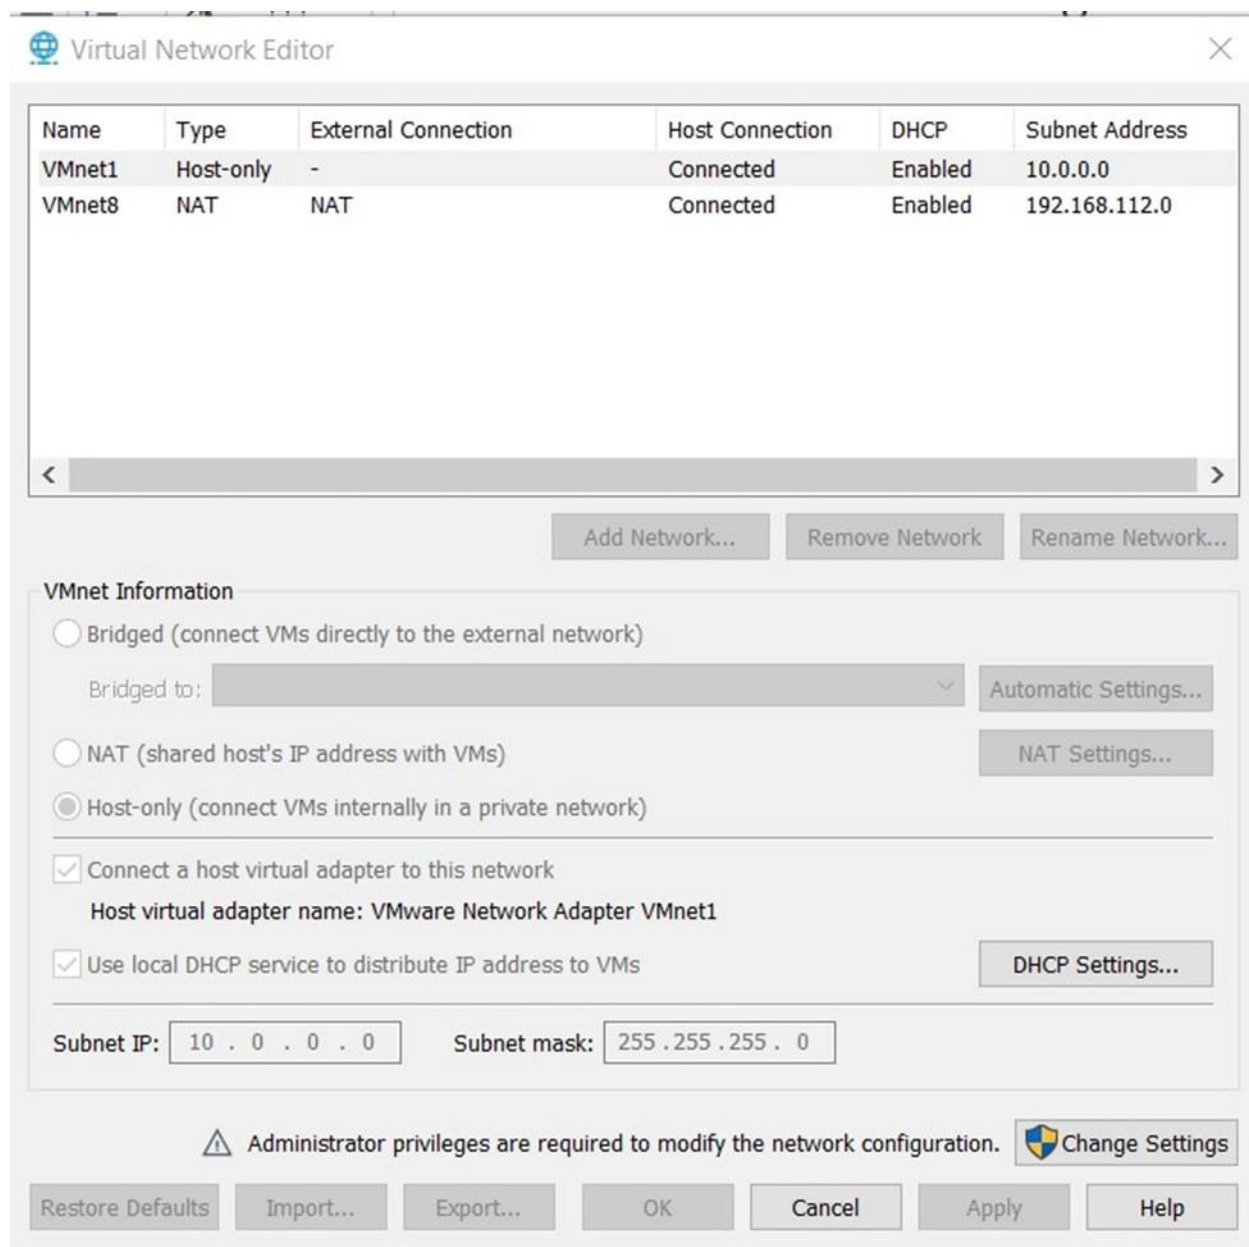 Virtual Network Editor
Name Type External Connection Host Connection DHCP Subnet Address
VMnet1 Host-only - Connected Enabled 10.0.0.0
VMnet8 NAT NAT Connected Enabled 192.168.112.0
Add Network... Remove Network Rename Network...
VMnet Information
Bridged (connect VMs directly to the external network)
Bridged to: Automatic Settings...
NAT (shared host's IP address with VMs) NAT Settings...
Host-only (connect VMs internally in a private network)
Connect a host virtual adapter to this network
Host virtual adapter name: VMware Network Adapter VMnet1
Use local DHCP service to distribute IP address to VMs DHCP Settings...
Subnet IP: 10 . 0 . 0 . 0 Subnet mask: 255 . 255 . 255 . 0
Administrator privileges are required to modify the network configuration. Change Settings
Restore Defaults Import... Export... OK Cancel Apply Help